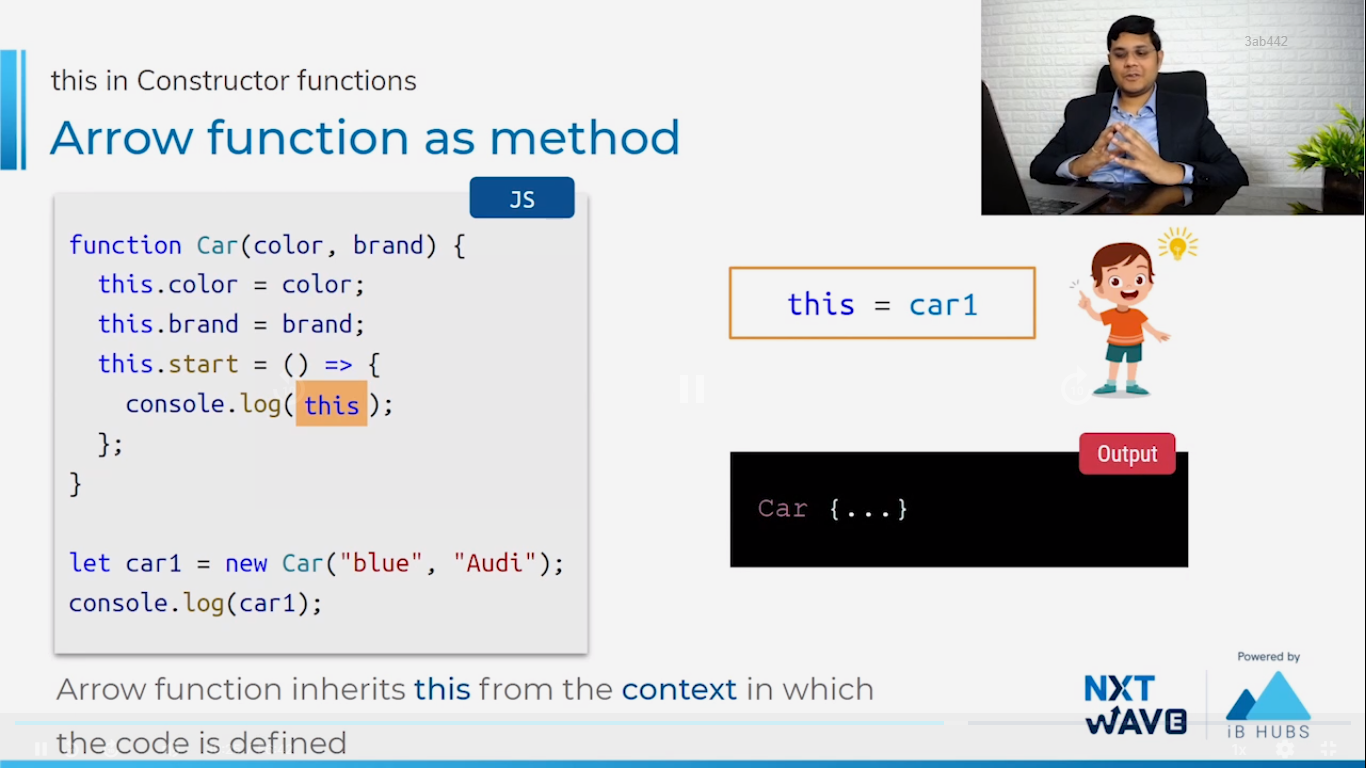 3ab442
this in Constructor functions
Arrow function as method
JS
function Car(color, brand) {
  this.color = color;
  this.brand = brand;
  this.start = () => {
    console.log(this);
  };
}
let car1 = new Car("blue", "Audi");
console.log(car1);
this = car1
Output
Car {...}
Arrow function inherits this from the context in which
the code is defined
NXT
WAVE
Powered by
iB HUBS
1x